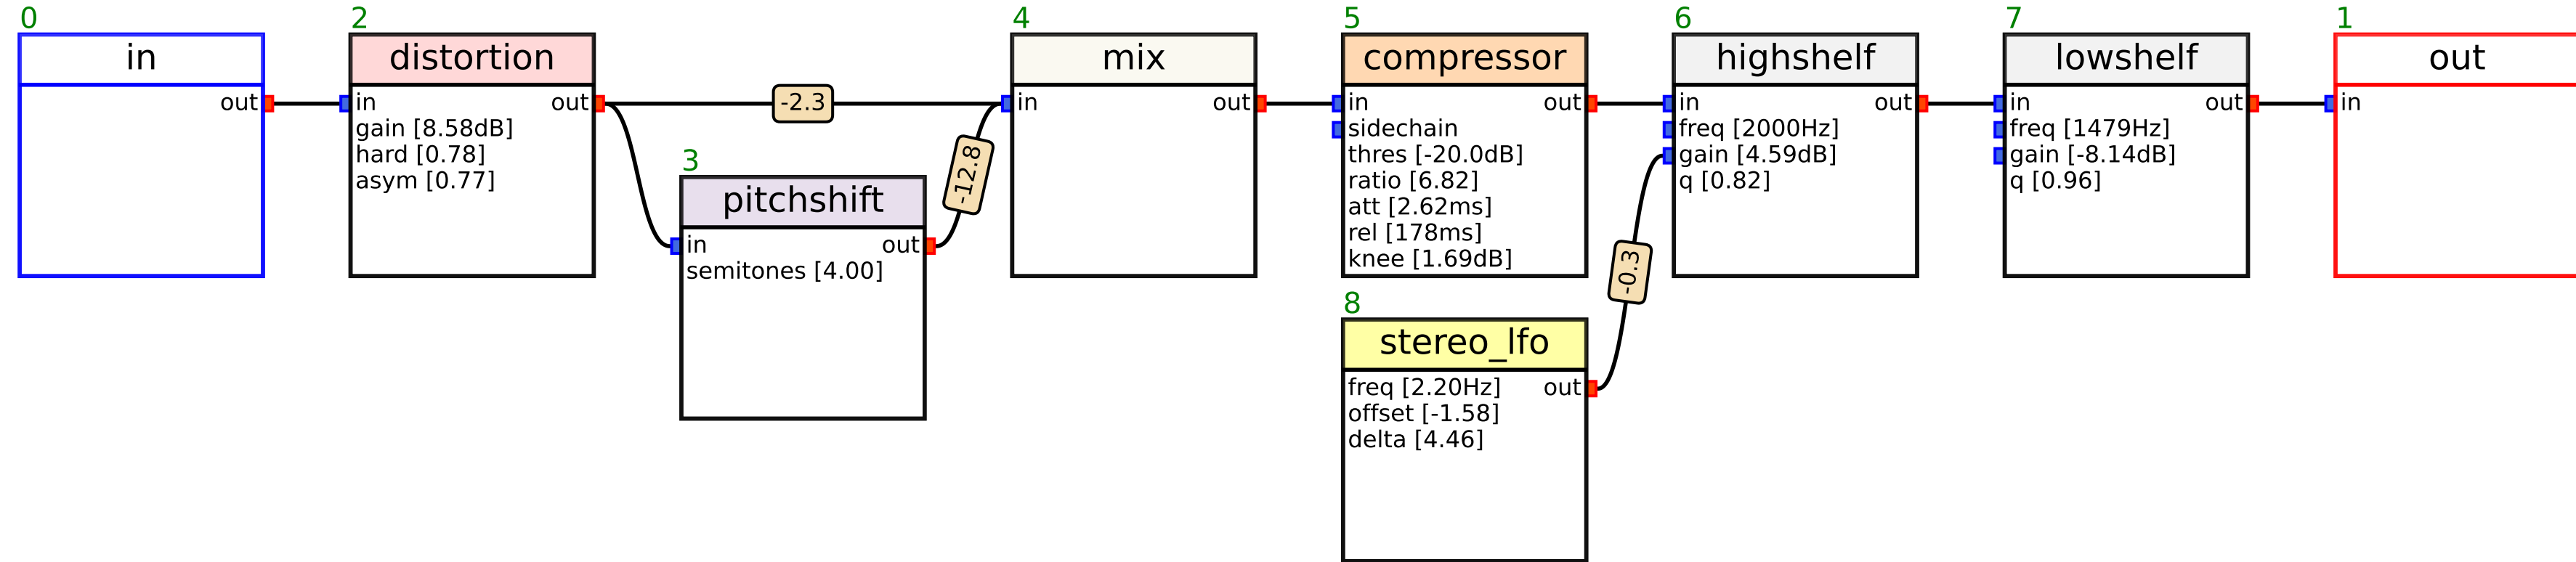 0
in
out
2
distortion
in out
gain [8.58dB]
hard [0.78]
asym [0.77]
-2.3
3
pitchshift
in out
semitones [4.00]
-12.8
4
mix
in out
5
compressor
in out
sidechain
thres [-20.0dB]
ratio [6.82]
att [2.62ms]
rel [178ms]
knee [1.69dB]
8
stereo_lfo
freq [2.20Hz] out
offset [-1.58]
delta [4.46]
-0.3
6
highshelf
in out
freq [2000Hz]
gain [4.59dB]
q [0.82]
7
lowshelf
in out
freq [1479Hz]
gain [-8.14dB]
q [0.96]
1
out
in